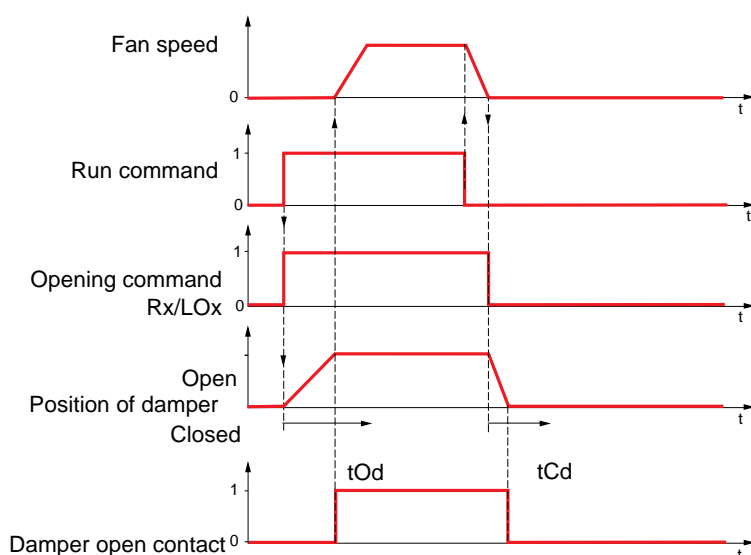 Fan speed
0
t
Run command
1
0
t
Opening command
Rx/LOx
1
0
t
Open
Position of damper
Closed
t
tOd
tCd
1
Damper open contact
0
t